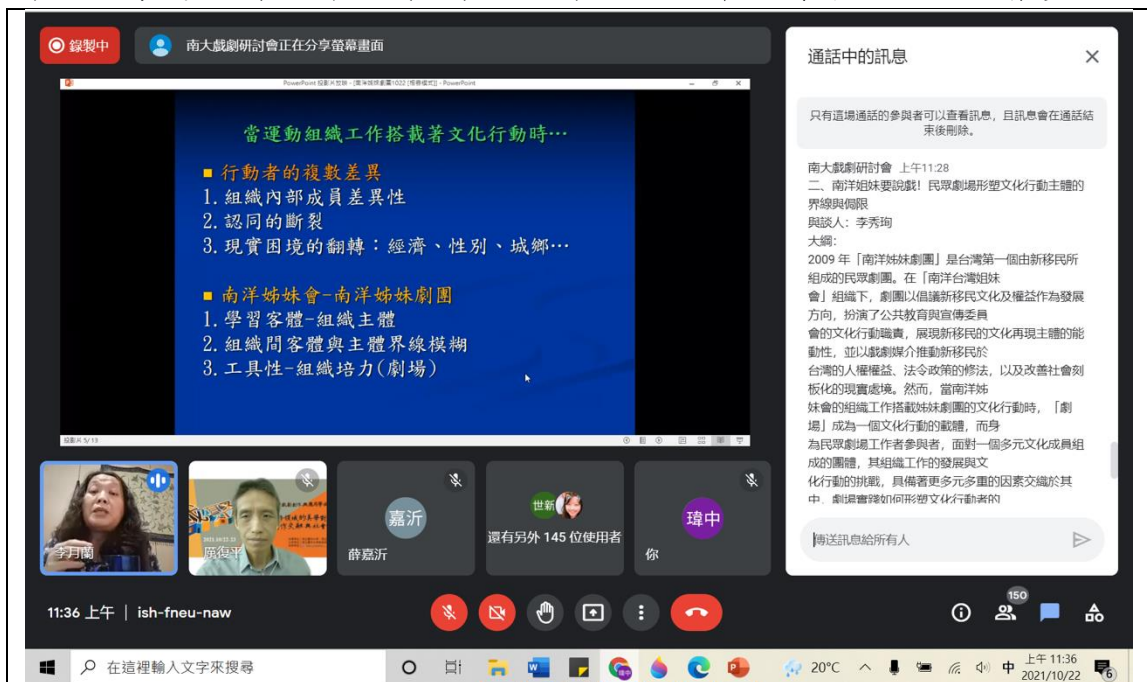 錄製中
南大戲劇研討會正在分享螢幕畫面
當運動組織工作搭載著文化行動時…
■ 行動者的複數差異
1. 組織內部成員差異性
2. 認同的斷裂
3. 現實困境的翻轉：經濟、性別、城鄉…
■ 南洋姊妹會-南洋姊妹劇團
1. 學習客體-組織主體
2. 組織間客體與主體界線模糊
3. 工具性-組織培力(劇場)
投影片 5/13
李月蘭
厲復平
嘉沂
薛嘉沂
世新
還有另外 145 位使用者
瑋中
你
通話中的訊息
只有這場通話的參與者可以查看訊息，且訊息會在通話結
束後刪除。
南大戲劇研討會 上午11:28
二、南洋姐妹要說戲！民眾劇場形塑文化行動主體的
界線與侷限
與談人：李秀珣
大綱：
2009 年「南洋姊妹劇團」是台灣第一個由新移民所
組成的民眾劇團。在「南洋台灣姐妹
會」組織下，劇團以倡議新移民文化及權益作為發展
方向，扮演了公共教育與宣傳委員
會的文化行動職責，展現新移民的文化再現主體的能
動性，並以戲劇媒介推動新移民於
台灣的人權權益、法令政策的修法，以及改善社會刻
板化的現實處境。然而，當南洋姊
妹會的組織工作搭載姊妹劇團的文化行動時，「劇
場」成為一個文化行動的載體，而身
為民眾劇場工作者參與者，面對一個多元文化成員組
成的團體，其組織工作的發展與文
化行動的挑戰，具備著更多元多重的因素交織於其
中，劇場實踐如何形塑文化行動者的
傳送訊息給所有人
11:36 上午 | ish-fneu-naw
150
在這裡輸入文字來搜尋
20°C
中
上午 11:36
2021/10/22
6